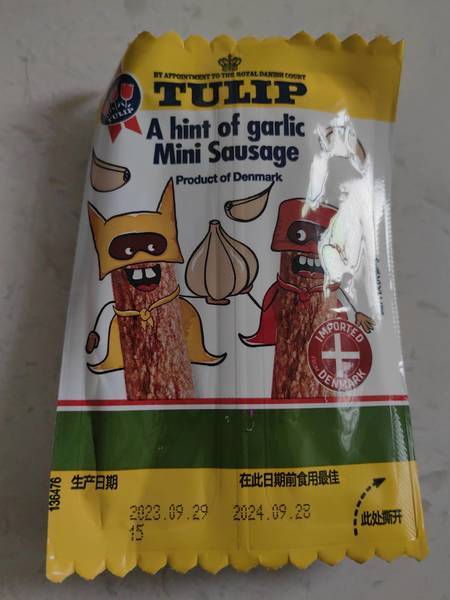 BY APPOINTMENT TO THE ROYAL DANISH COURT
TULIP
TULIP
A hint of garlic
Mini Sausage
Product of Denmark
IMPORTED
FROM
DENMARK
136476
生产日期
在此日期前食用最佳
2023.09.29
2024.09.28
15
此处撕开